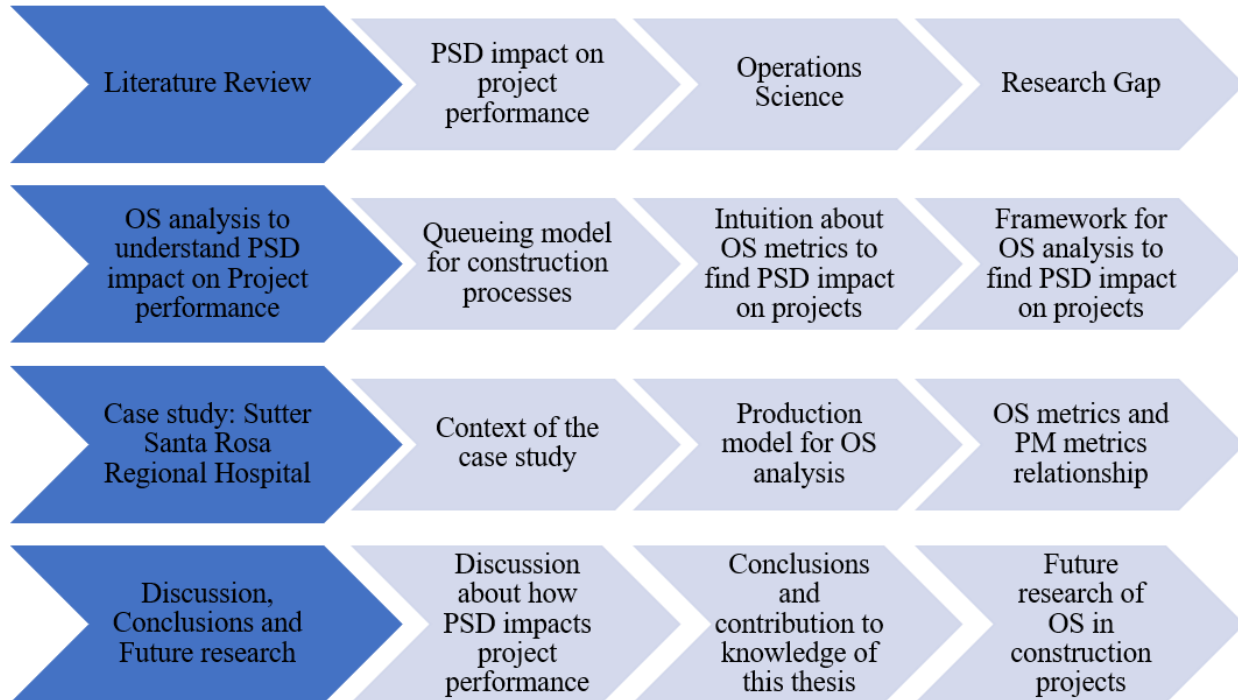 Literature Review
PSD impact on
project
performance
Operations
Science
Research Gap
OS analysis to
understand PSD
impact on Project
performance
Queueing model
for construction
processes
Intuition about
OS metrics to
find PSD impact
on projects
Framework for
OS analysis to
find PSD impact
on projects
Case study: Sutter
Santa Rosa
Regional Hospital
Context of the
case study
Production
model for OS
analysis
OS metrics and
PM metrics
relationship
Discussion,
Conclusions and
Future research
Discussion
about how
PSD impacts
project
performance
Conclusions
and
contribution to
knowledge of
this thesis
Future
research of
OS in
construction
projects